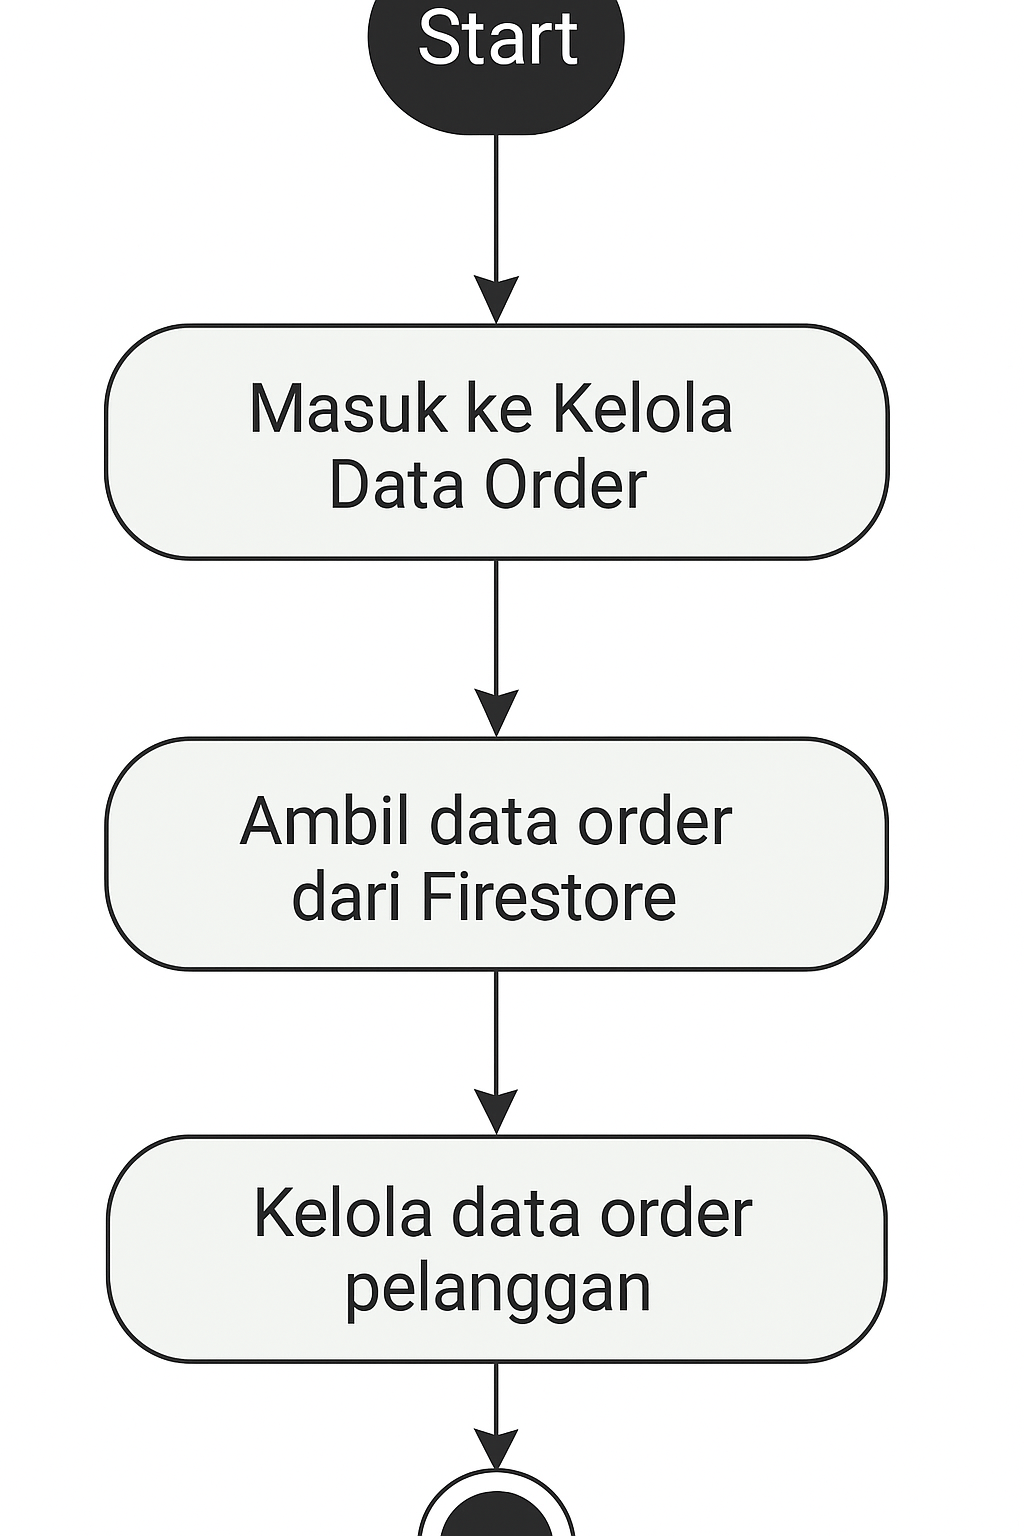 Start
Masuk ke Kelola
Data Order
Ambil data order
dari Firestore
Kelola data order
pelanggan